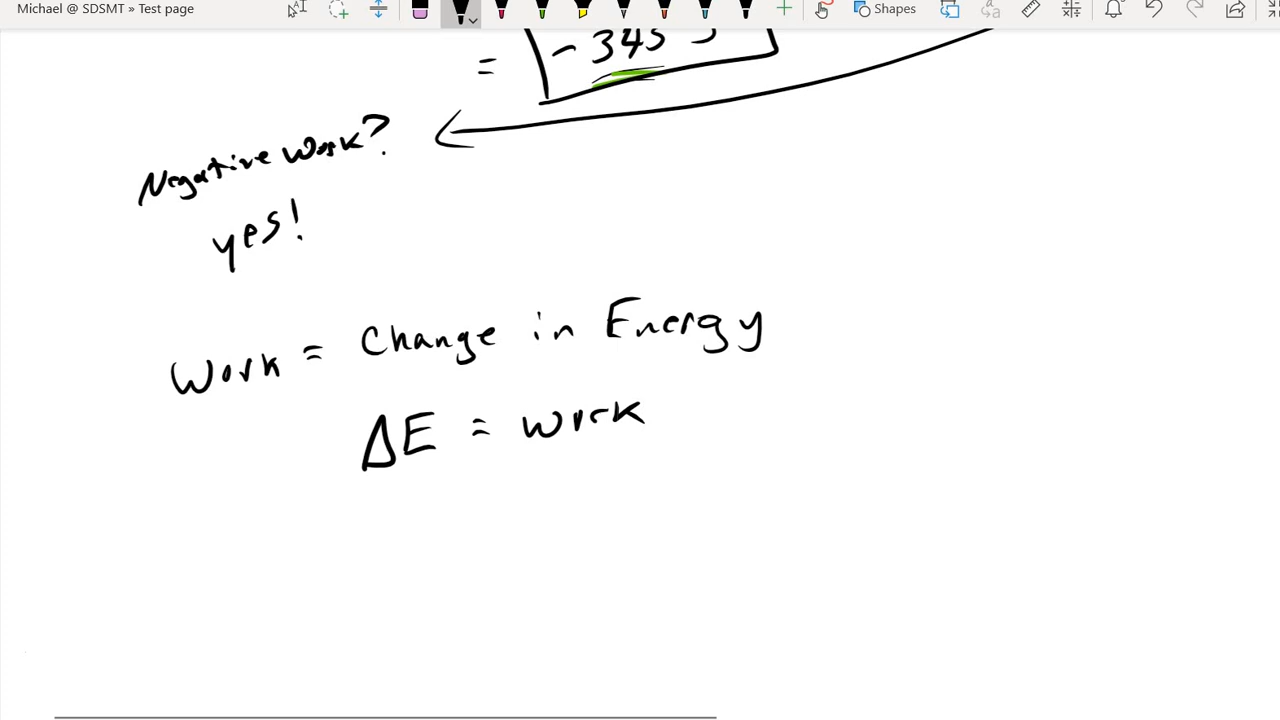 Michael @ SDSMT » Test page
Shapes
= -345 J
Negative Work?
yes!
Work = Change in Energy
ΔE = work